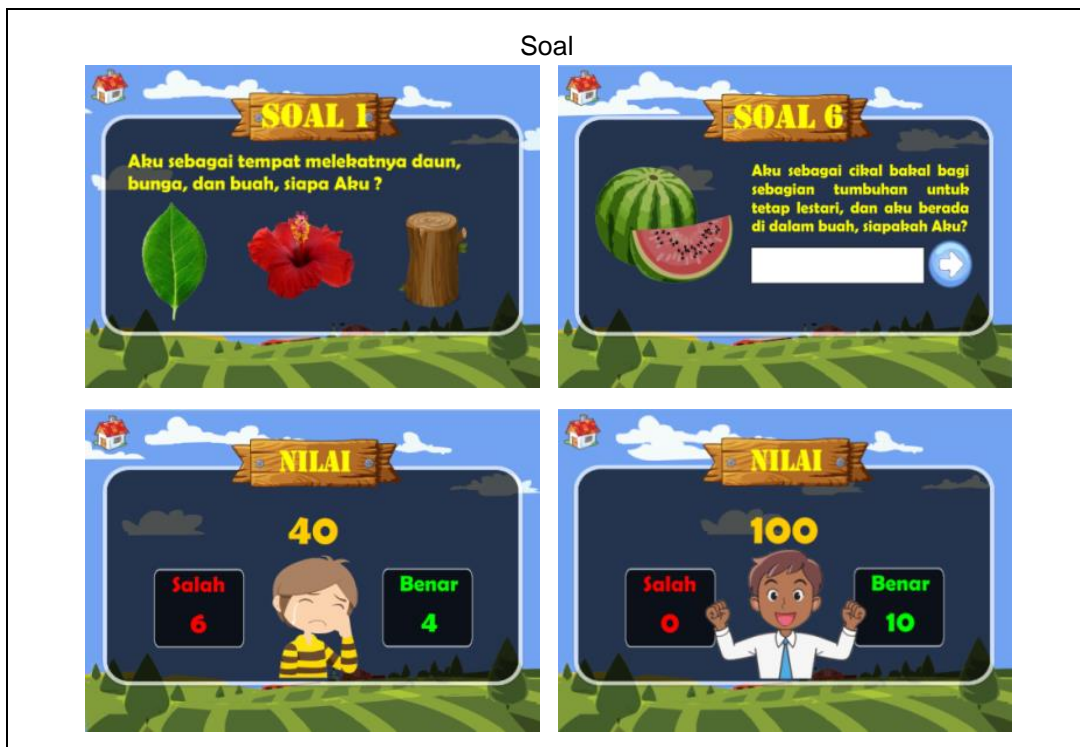 Soal
SOAL 1
Aku sebagai tempat melekatnya daun,
bunga, dan buah, siapa Aku ?
SOAL 6
Aku sebagai cikal bakal bagi
sebagian tumbuhan untuk
tetap lestari, dan aku berada
di dalam buah, siapakah Aku?
NILAI
40
Salah
6
Benar
4
NILAI
100
Salah
0
Benar
10